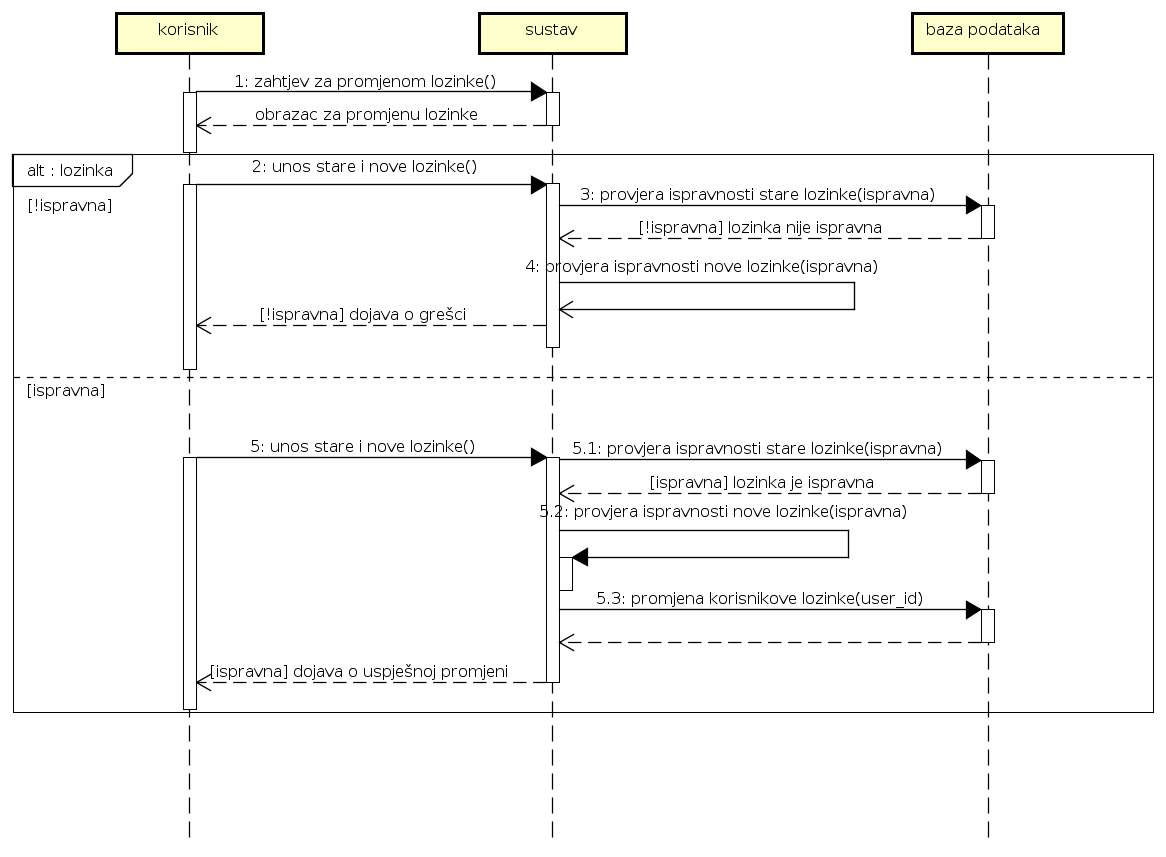 korisnik
sustav
baza podataka
1: zahtjev za promjenom lozinke()
obrazac za promjenu lozinke
alt : lozinka
2: unos stare i nove lozinke()
[!ispravna]
3: provjera ispravnosti stare lozinke(ispravna)
[!ispravna] lozinka nije ispravna
4: provjera ispravnosti nove lozinke(ispravna)
[!ispravna] dojava o grešci
[ispravna]
5: unos stare i nove lozinke()
5.1: provjera ispravnosti stare lozinke(ispravna)
[ispravna] lozinka je ispravna
5.2: provjera ispravnosti nove lozinke(ispravna)
5.3: promjena korisnikove lozinke(user_id)
[ispravna] dojava o uspješnoj promjeni